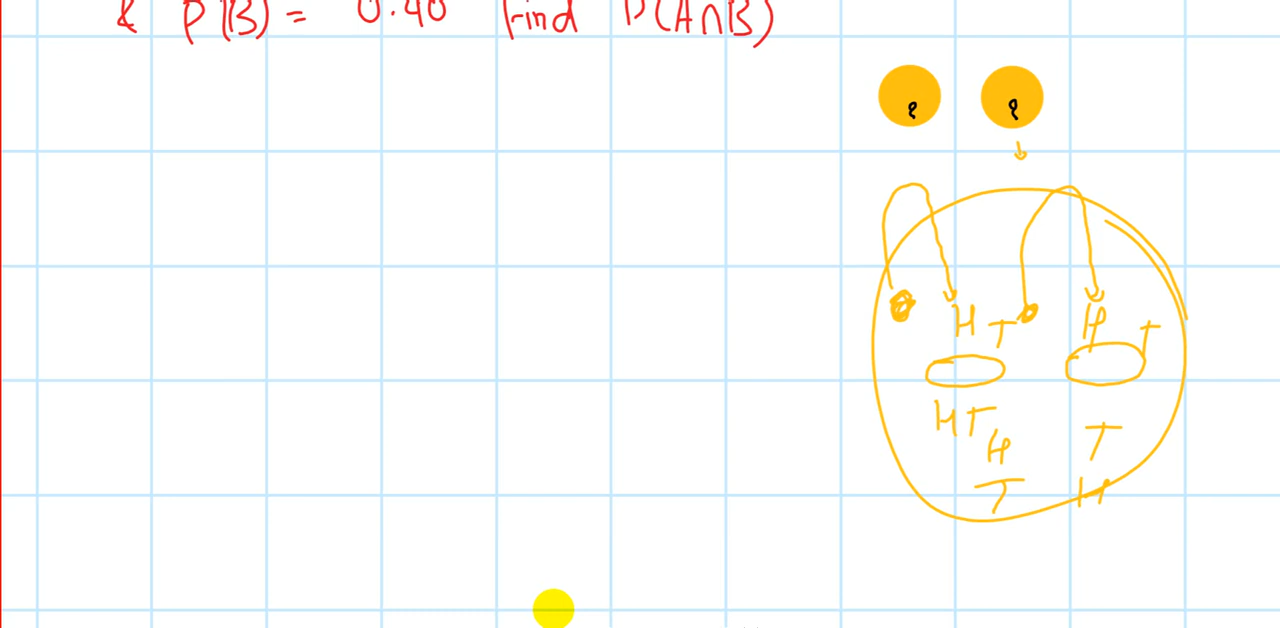 & P(B) = 0.40 Find P(A∩B)
H T H T
H T
H T
T H